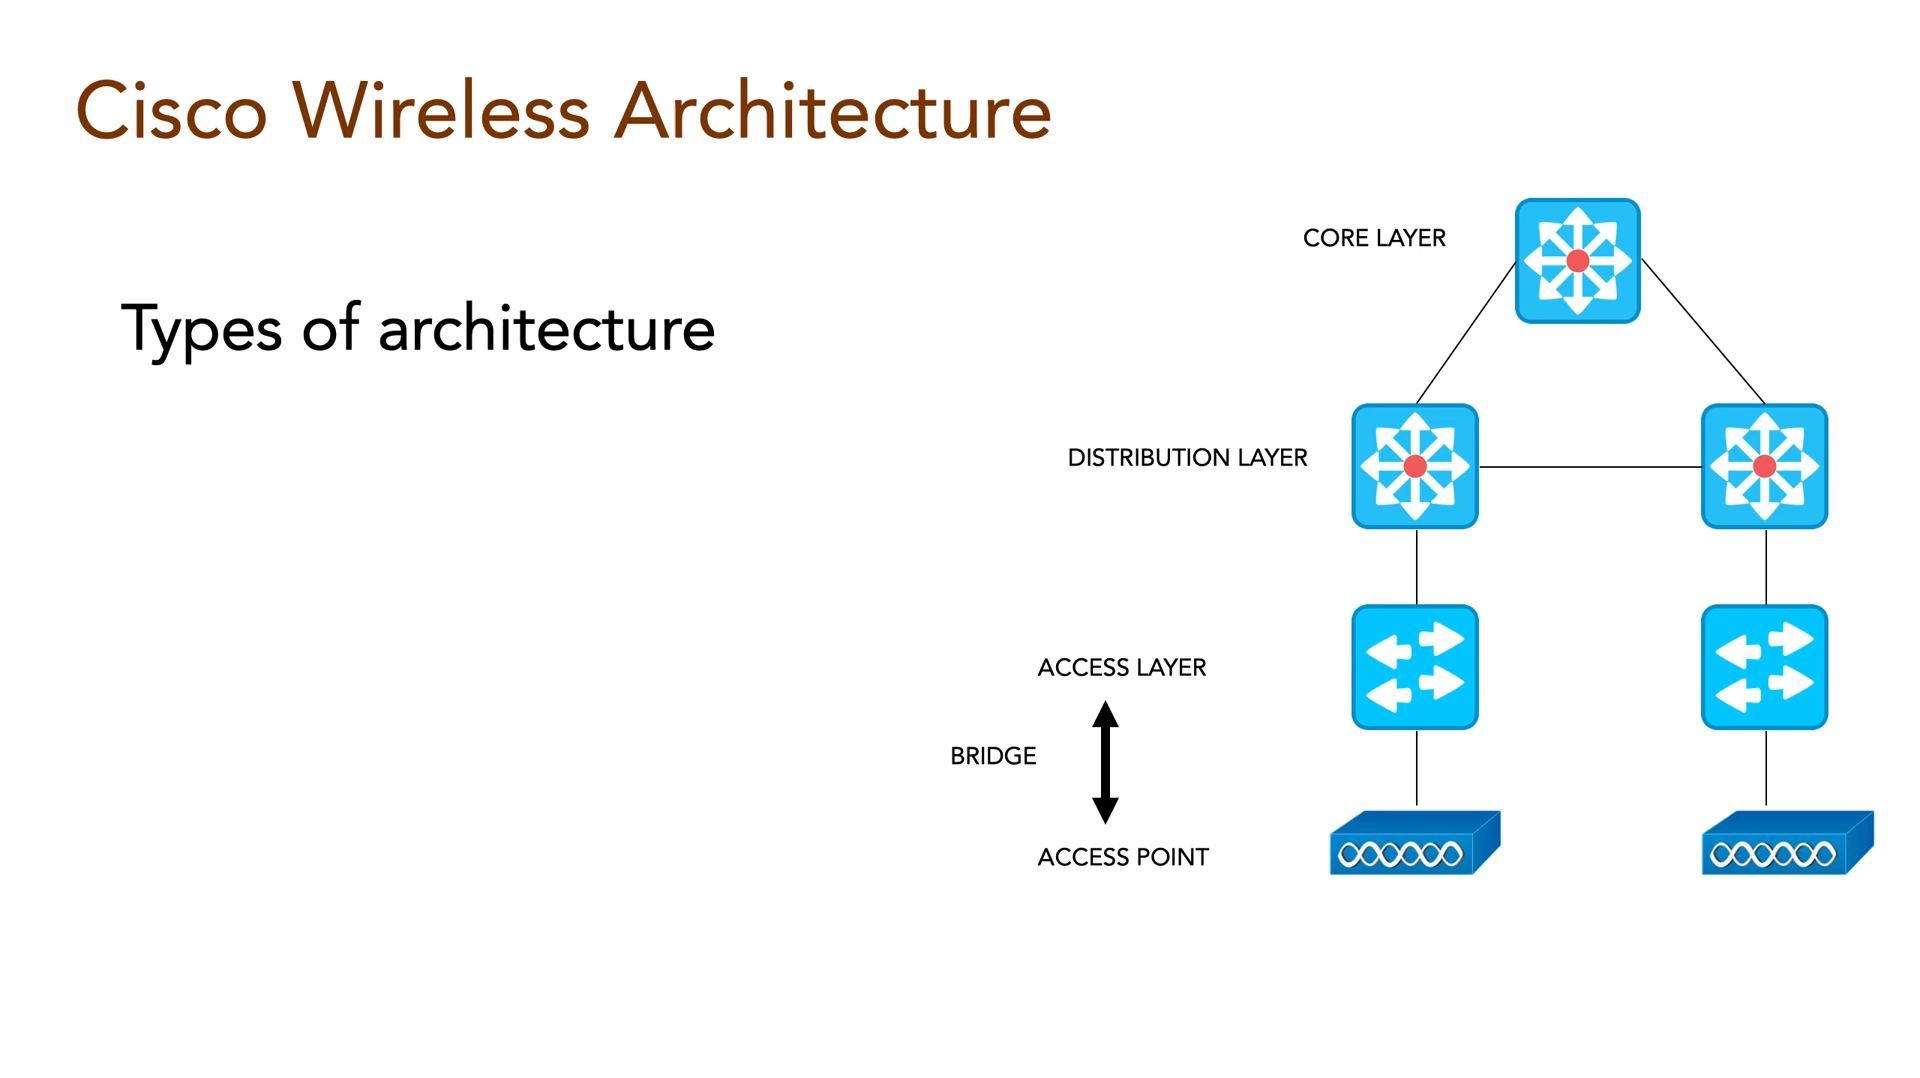 Cisco Wireless Architecture
Types of architecture
CORE LAYER
DISTRIBUTION LAYER
ACCESS LAYER
BRIDGE
ACCESS POINT